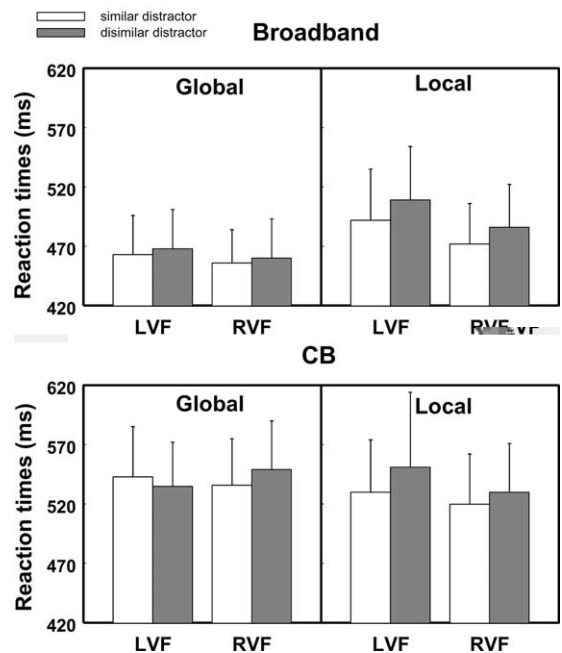 similar distractor
disimilar distractor
Broadband
Reaction times (ms)
620
570
520
470
420
Global
Local
LVF
RVF
LVF
RVF
CB
Reaction times (ms)
620
570
520
470
420
Global
Local
LVF
RVF
LVF
RVF